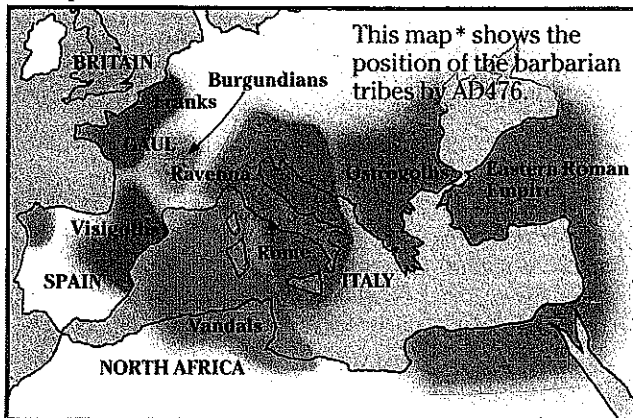 This map* shows the
position of the barbarian
tribes by AD476.
BRITAIN
Burgundians
Franks
GAUL
Ravenna
Ostrogoths
Eastern Roman
Empire
Visigoths
Rome
SPAIN
ITALY
Vandals
NORTH AFRICA